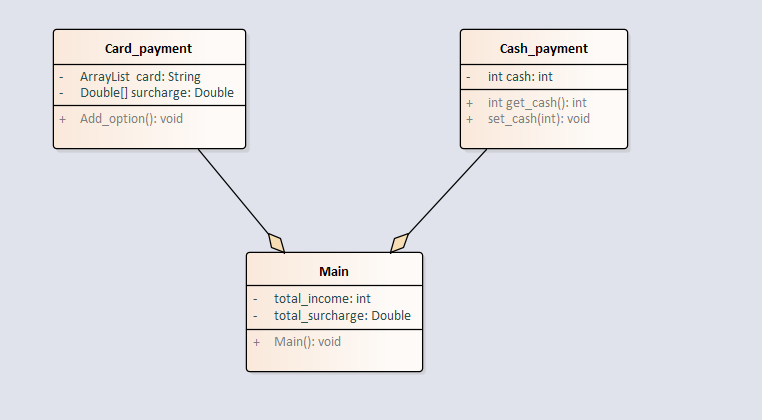 Card_payment
- ArrayList card: String
- Double[] surcharge: Double
+ Add_option(): void
Cash_payment
- int cash: int
+ int get_cash(): int
+ set_cash(int): void
Main
- total_income: int
- total_surcharge: Double
+ Main(): void